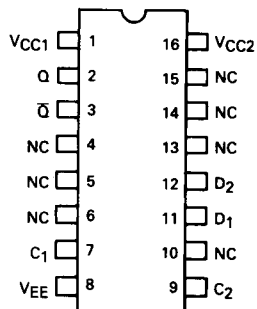 VCC1 1 16 VCC2
Q 2 15 NC
Q̅ 3 14 NC
NC 4 13 NC
NC 5 12 D2
NC 6 11 D1
C1 7 10 NC
VEE 8 9 C2